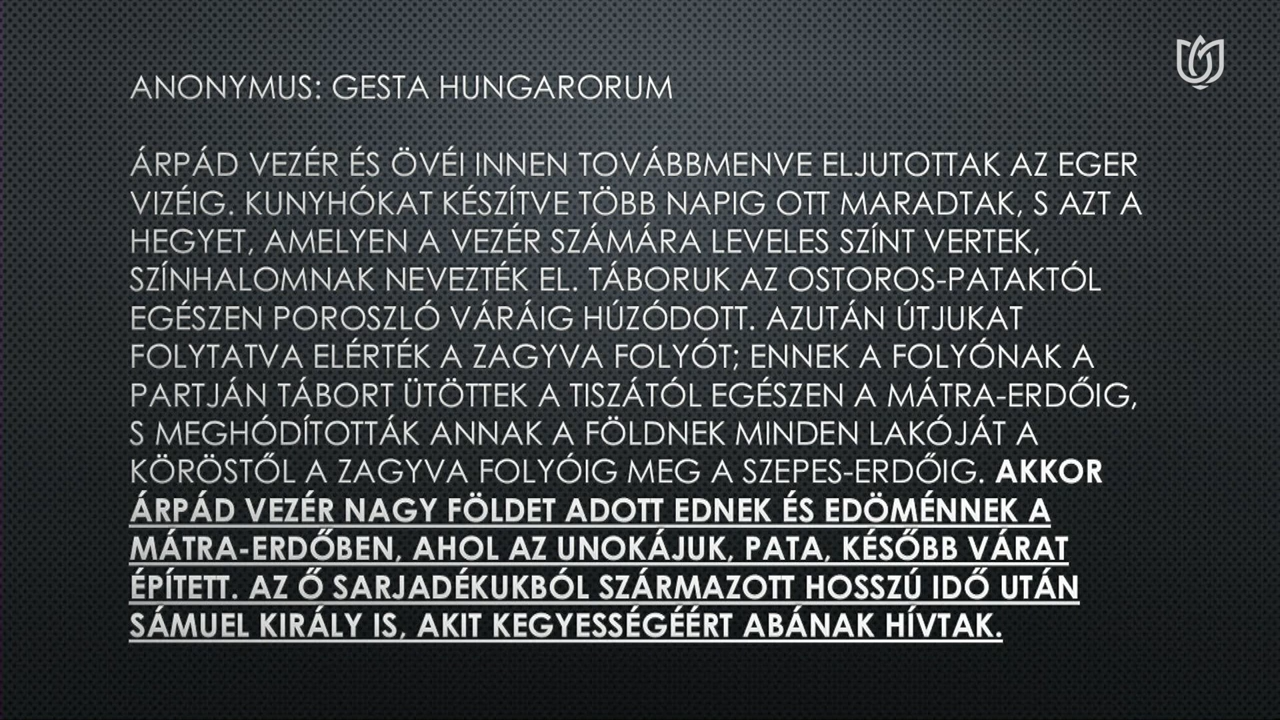 ANONYMUS: GESTA HUNGARORUM
ÁRPÁD VEZÉR ÉS ÖVÉI INNEN TOVÁBBMENVE ELJUTOTTAK AZ EGER
VIZÉIG. KUNYHÓKAT KÉSZÍTVE TÖBB NAPIG OTT MARADTAK, S AZT A
HEGYET, AMELYEN A VEZÉR SZÁMÁRA LEVELES SZÍNT VERTEK,
SZÍNHALOMNAK NEVEZTÉK EL. TÁBORUK AZ OSTOROS-PATAKTÓL
EGÉSZEN POROSZLÓ VÁRÁIG HÚZÓDOTT. AZUTÁN ÚTJUKAT
FOLYTATVA ELÉRTÉK A ZAGYVA FOLYÓT; ENNEK A FOLYÓNAK A
PARTJÁN TÁBORT ÜTÖTTEK A TISZÁTÓL EGÉSZEN A MÁTRA-ERDŐIG,
S MEGHÓDÍTOTTÁK ANNAK A FÖLDNEK MINDEN LAKÓJÁT A
KÖRÖSTŐL A ZAGYVA FOLYÓIG MEG A SZEPES-ERDŐIG. AKKOR
ÁRPÁD VEZÉR NAGY FÖLDET ADOTT EDNEK ÉS EDÖMÉNNEK A
MÁTRA-ERDŐBEN, AHOL AZ UNOKÁJUK, PATA, KÉSŐBB VÁRAT
ÉPÍTETT. AZ Ő SARJADÉKUKBÓL SZÁRMAZOTT HOSSZÚ IDŐ UTÁN
SÁMUEL KIRÁLY IS, AKIT KEGYESSÉGÉÉRT ABÁNAK HÍVTAK.